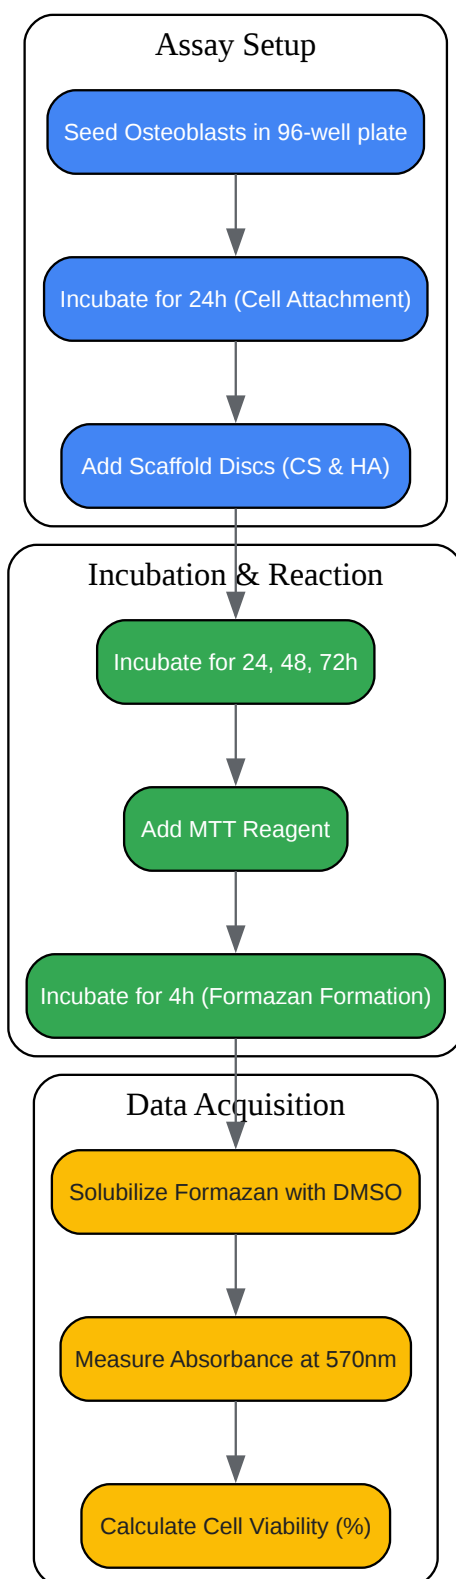 Assay Setup
Seed Osteoblasts in 96-well plate
Incubate for 24h (Cell Attachment)
Add Scaffold Discs (CS & HA)
Incubation & Reaction
Incubate for 24, 48, 72h
Add MTT Reagent
Incubate for 4h (Formazan Formation)
Data Acquisition
Solubilize Formazan with DMSO
Measure Absorbance at 570nm
Calculate Cell Viability (%)